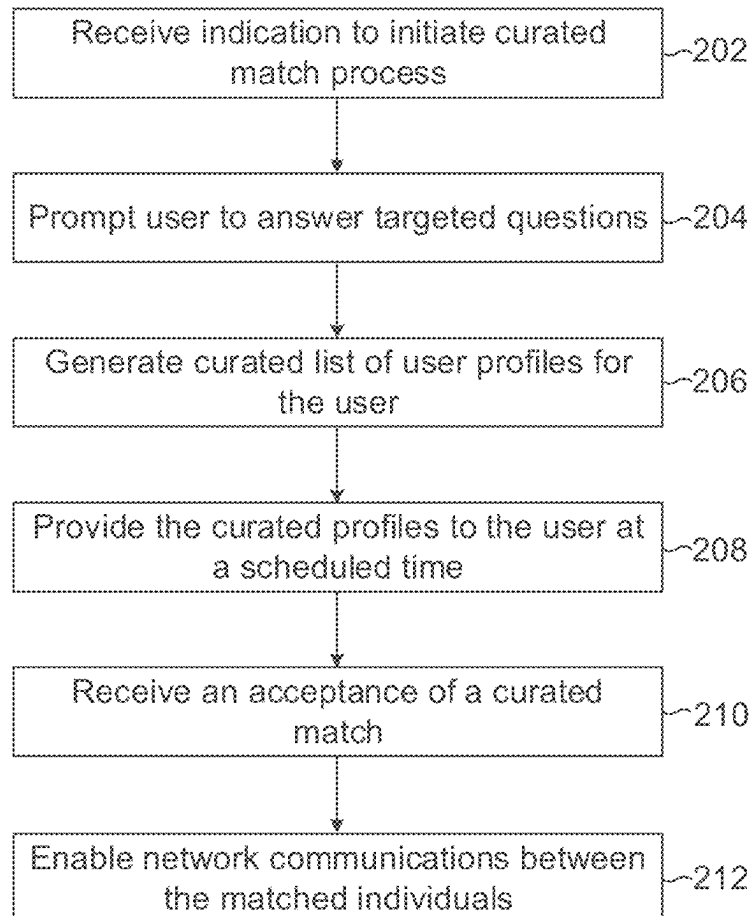 Receive indication to initiate curated
match process
202
Prompt user to answer targeted questions
204
Generate curated list of user profiles for
the user
206
Provide the curated profiles to the user at
a scheduled time
208
Receive an acceptance of a curated
match
210
Enable network communications between
the matched individuals
212